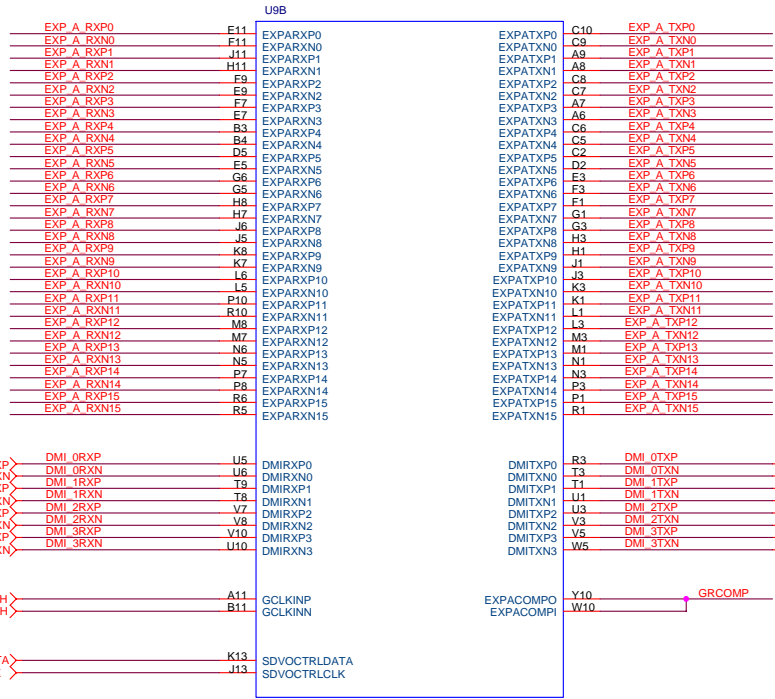 U9B
EXP_A_RXP0 E11 EXPARXP0 EXPATXP0 C10 EXP_A_TXP0
EXP_A_RXN0 F11 EXPARXN0 EXPATXN0 C9 EXP_A_TXN0
EXP_A_RXP1 J11 EXPARXP1 EXPATXP1 A9 EXP_A_TXP1
EXP_A_RXN1 H11 EXPARXN1 EXPATXN1 A8 EXP_A_TXN1
EXP_A_RXP2 F9 EXPARXP2 EXPATXP2 C8 EXP_A_TXP2
EXP_A_RXN2 E9 EXPARXN2 EXPATXN2 C7 EXP_A_TXN2
EXP_A_RXP3 F7 EXPARXP3 EXPATXP3 A7 EXP_A_TXP3
EXP_A_RXN3 E7 EXPARXN3 EXPATXN3 A6 EXP_A_TXN3
EXP_A_RXP4 B3 EXPARXP4 EXPATXP4 C6 EXP_A_TXP4
EXP_A_RXN4 B4 EXPARXN4 EXPATXN4 C5 EXP_A_TXN4
EXP_A_RXP5 D5 EXPARXP5 EXPATXP5 C2 EXP_A_TXP5
EXP_A_RXN5 E5 EXPARXN5 EXPATXN5 D2 EXP_A_TXN5
EXP_A_RXP6 G6 EXPARXP6 EXPATXP6 E3 EXP_A_TXP6
EXP_A_RXN6 G5 EXPARXN6 EXPATXN6 F3 EXP_A_TXN6
EXP_A_RXP7 H8 EXPARXP7 EXPATXP7 F1 EXP_A_TXP7
EXP_A_RXN7 H7 EXPARXN7 EXPATXN7 G1 EXP_A_TXN7
EXP_A_RXP8 J6 EXPARXP8 EXPATXP8 G3 EXP_A_TXP8
EXP_A_RXN8 J5 EXPARXN8 EXPATXN8 H3 EXP_A_TXN8
EXP_A_RXP9 K8 EXPARXP9 EXPATXP9 H1 EXP_A_TXP9
EXP_A_RXN9 K7 EXPARXN9 EXPATXN9 J1 EXP_A_TXN9
EXP_A_RXP10 L6 EXPARXP10 EXPATXP10 J3 EXP_A_TXP10
EXP_A_RXN10 L5 EXPARXN10 EXPATXN10 K3 EXP_A_TXN10
EXP_A_RXP11 P10 EXPARXP11 EXPATXP11 K1 EXP_A_TXP11
EXP_A_RXN11 R10 EXPARXN11 EXPATXN11 L1 EXP_A_TXN11
EXP_A_RXP12 M8 EXPARXP12 EXPATXP12 L3 EXP_A_TXP12
EXP_A_RXN12 M7 EXPARXN12 EXPATXN12 M3 EXP_A_TXN12
EXP_A_RXP13 N6 EXPARXP13 EXPATXP13 M1 EXP_A_TXP13
EXP_A_RXN13 N5 EXPARXN13 EXPATXN13 N1 EXP_A_TXN13
EXP_A_RXP14 P7 EXPARXP14 EXPATXP14 N3 EXP_A_TXP14
EXP_A_RXN14 P8 EXPARXN14 EXPATXN14 P3 EXP_A_TXN14
EXP_A_RXP15 R6 EXPARXP15 EXPATXP15 P1 EXP_A_TXP15
EXP_A_RXN15 R5 EXPARXN15 EXPATXN15 R1 EXP_A_TXN15
DMI_0RXP U5 DMIRXP0 DMITXP0 R3 DMI_0TXP
DMI_0RXN U6 DMIRXN0 DMITXN0 T3 DMI_0TXN
DMI_1RXP T9 DMIRXP1 DMITXP1 T1 DMI_1TXP
DMI_1RXN T8 DMIRXN1 DMITXN1 U1 DMI_1TXN
DMI_2RXP V7 DMIRXP2 DMITXP2 U3 DMI_2TXP
DMI_2RXN V8 DMIRXN2 DMITXN2 V3 DMI_2TXN
DMI_3RXP V10 DMIRXP3 DMITXP3 V5 DMI_3TXP
DMI_3RXN U10 DMIRXN3 DMITXN3 W5 DMI_3TXN
H A11 GCLKINP EXPACOMPO Y10 GRCOMP
H B11 GCLKINN EXPACOMPI W10
TA K13 SDVOCTRLDATA
J13 SDVOCTRLCLK